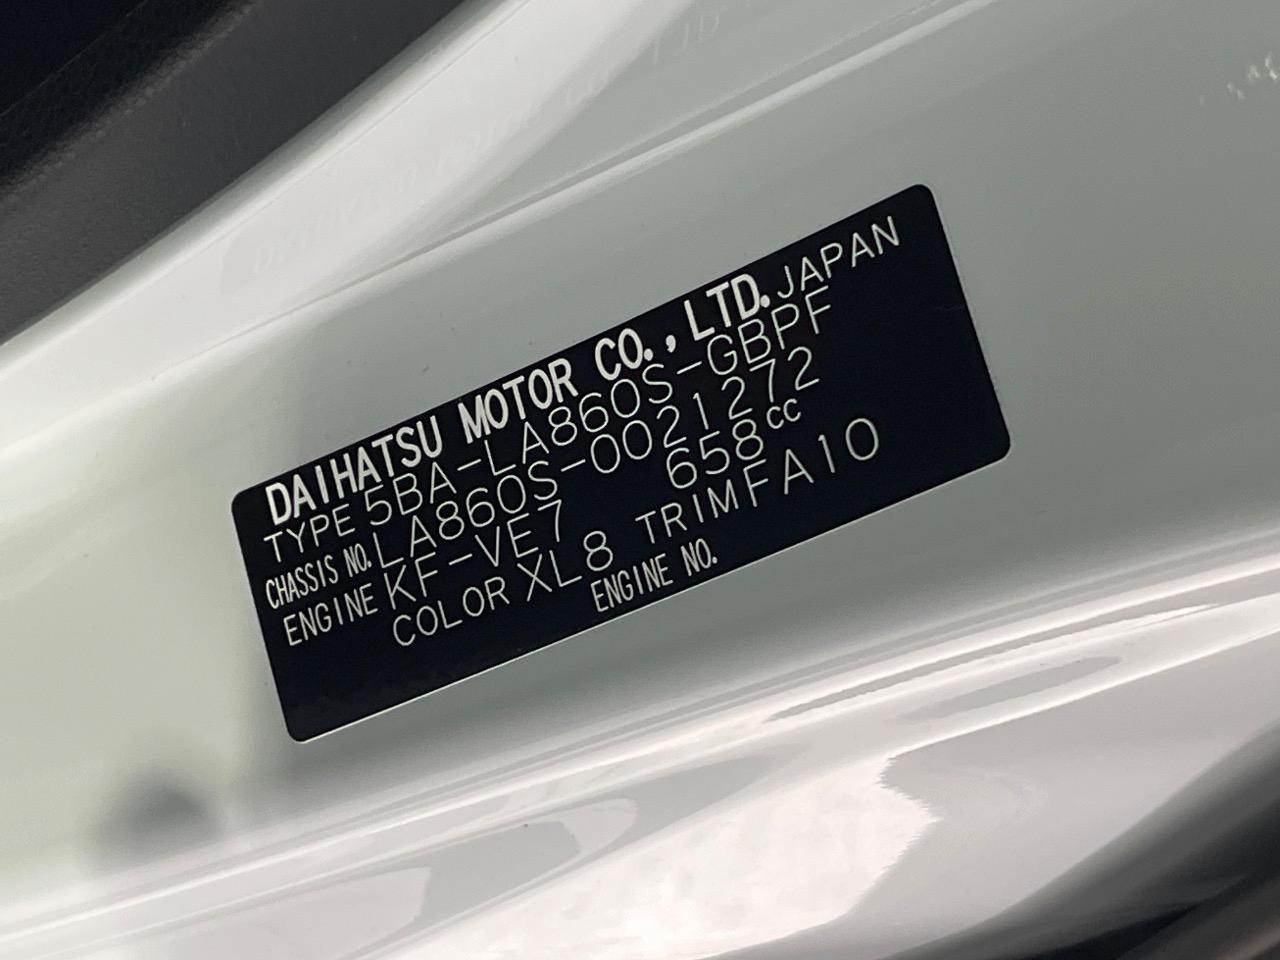 DAIHATSU MOTOR CO., LTD. JAPAN
TYPE 5BA-LA860S-GBPF
CHASSIS NO. LA860S-0021272
ENGINE KF-VE7 658cc
COLOR XL8 TRIM FA10
ENGINE NO.